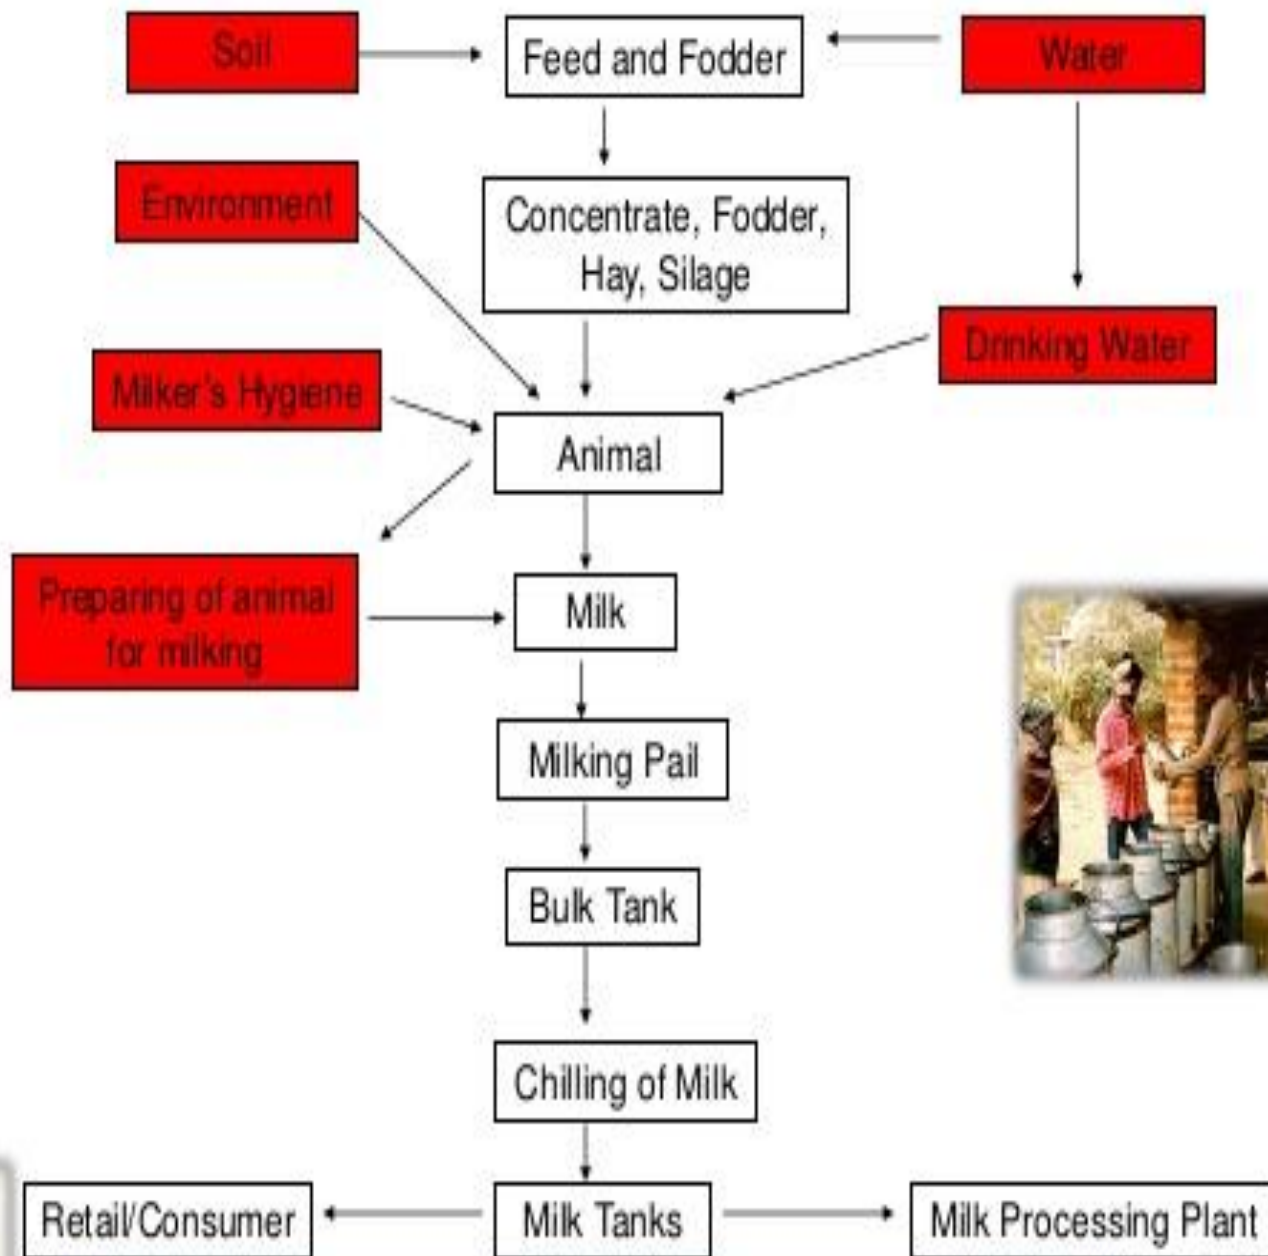 Soil
Feed and Fodder
Water
Environment
Concentrate, Fodder,
Hay, Silage
Drinking Water
Milker's Hygiene
Animal
Preparing of animal
for milking
Milk
Milking Pail
Bulk Tank
Chilling of Milk
Retail/Consumer
Milk Tanks
Milk Processing Plant